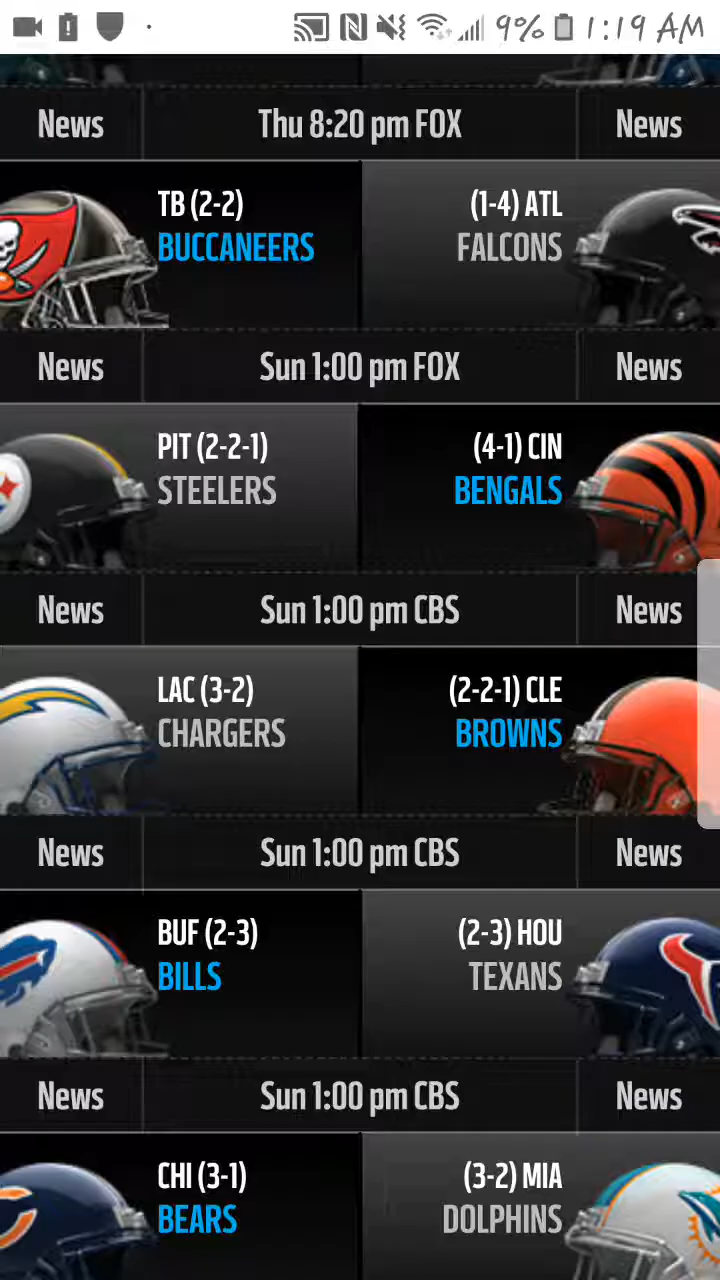 9% 1:19 AM
News Thu 8:20 pm FOX News
TB (2-2) (1-4) ATL
BUCCANEERS FALCONS
News Sun 1:00 pm FOX News
PIT (2-2-1) (4-1) CIN
STEELERS BENGALS
News Sun 1:00 pm CBS News
LAC (3-2) (2-2-1) CLE
CHARGERS BROWNS
News Sun 1:00 pm CBS News
BUF (2-3) (2-3) HOU
BILLS TEXANS
News Sun 1:00 pm CBS News
CHI (3-1) (3-2) MIA
BEARS DOLPHINS